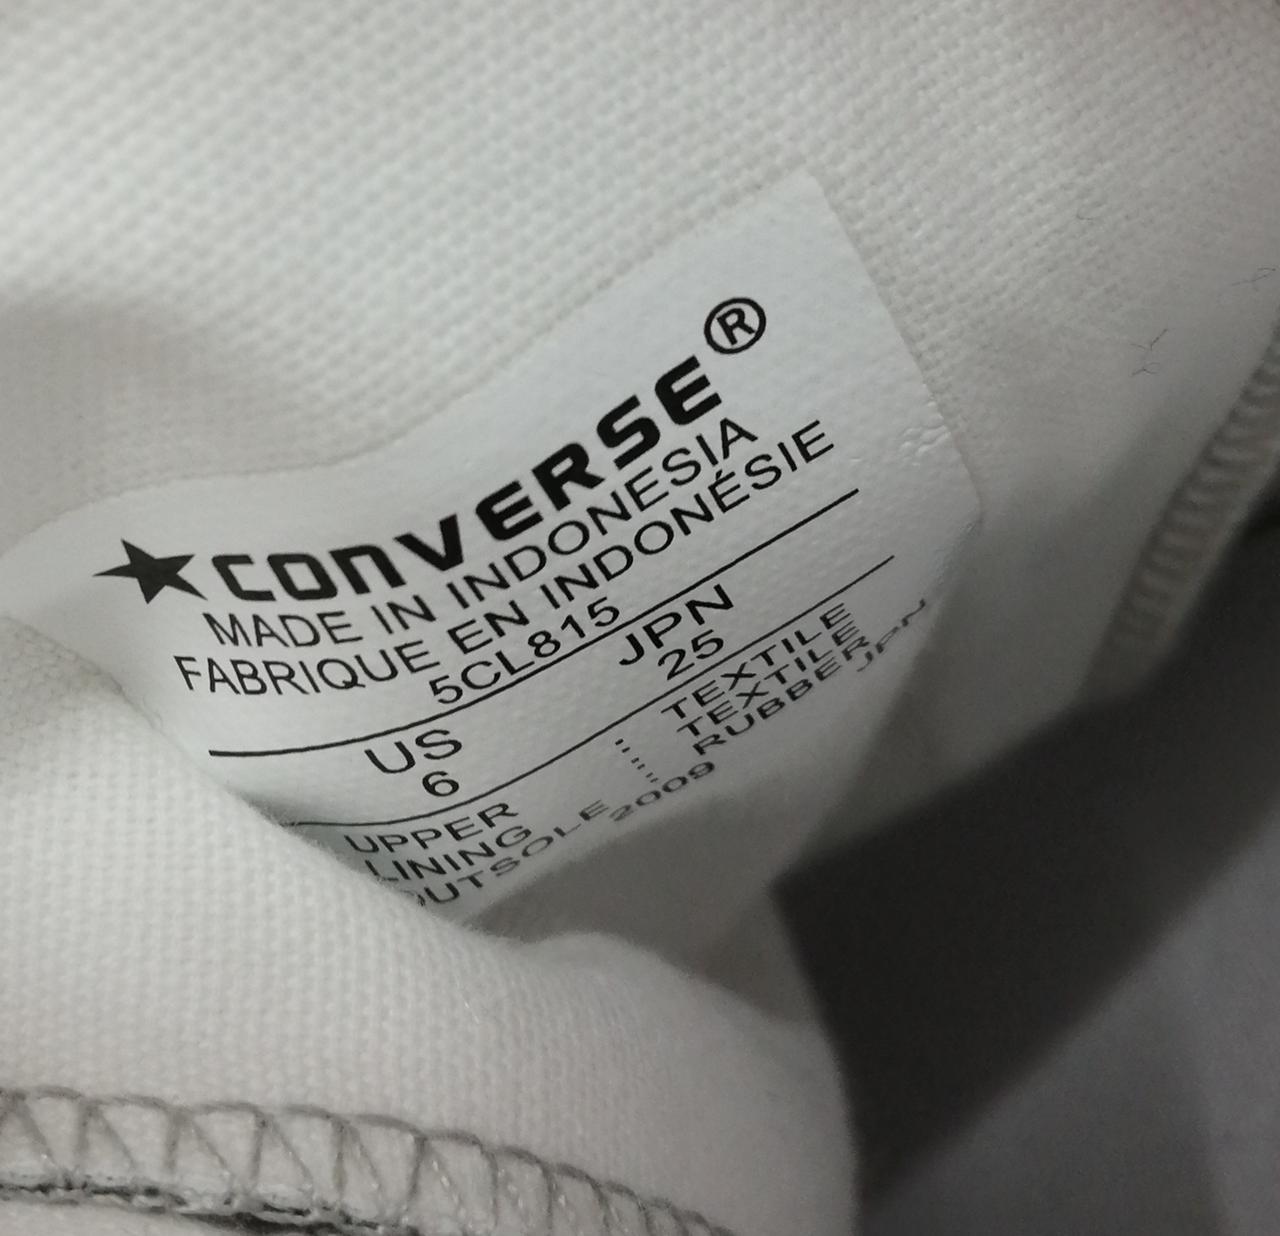 CONVERSE®
MADE IN INDONESIA
FABRIQUE EN INDONÉSIE
5CL815
US JPN
6 25
UPPER : TEXTILE
LINING : TEXTILE
OUTSOLE : RUBBER
2009 JPN